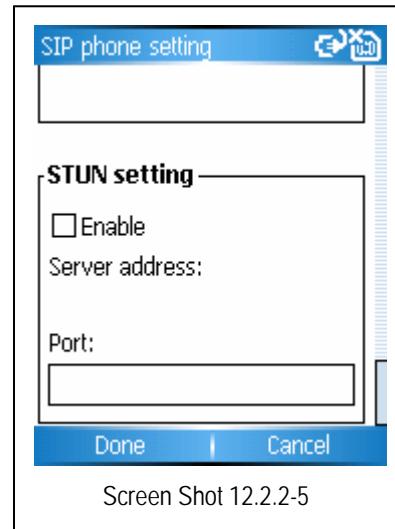 SIP phone setting
STUN setting
Enable
Server address:
Port:
Done
Cancel
Screen Shot 12.2.2-5